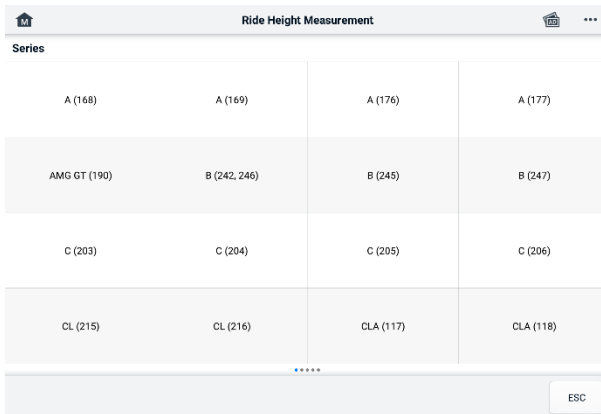 M Ride Height Measurement AD
Series
A (168) A (169) A (176) A (177)
AMG GT (190) B (242, 246) B (245) B (247)
C (203) C (204) C (205) C (206)
CL (215) CL (216) CLA (117) CLA (118)
ESC